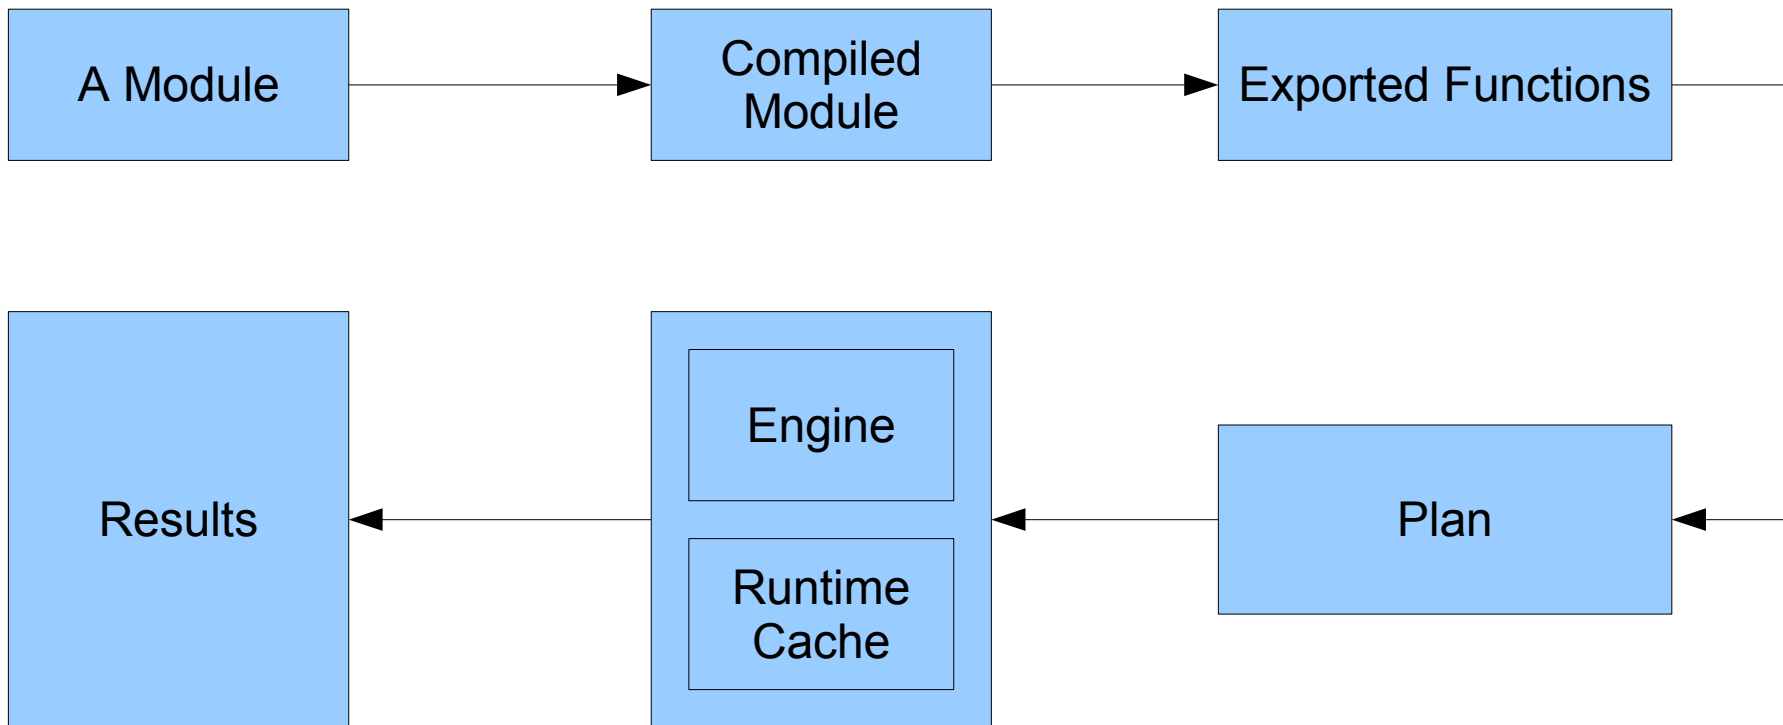 A Module
Compiled
Module
Exported Functions
Results
Engine
Runtime
Cache
Plan